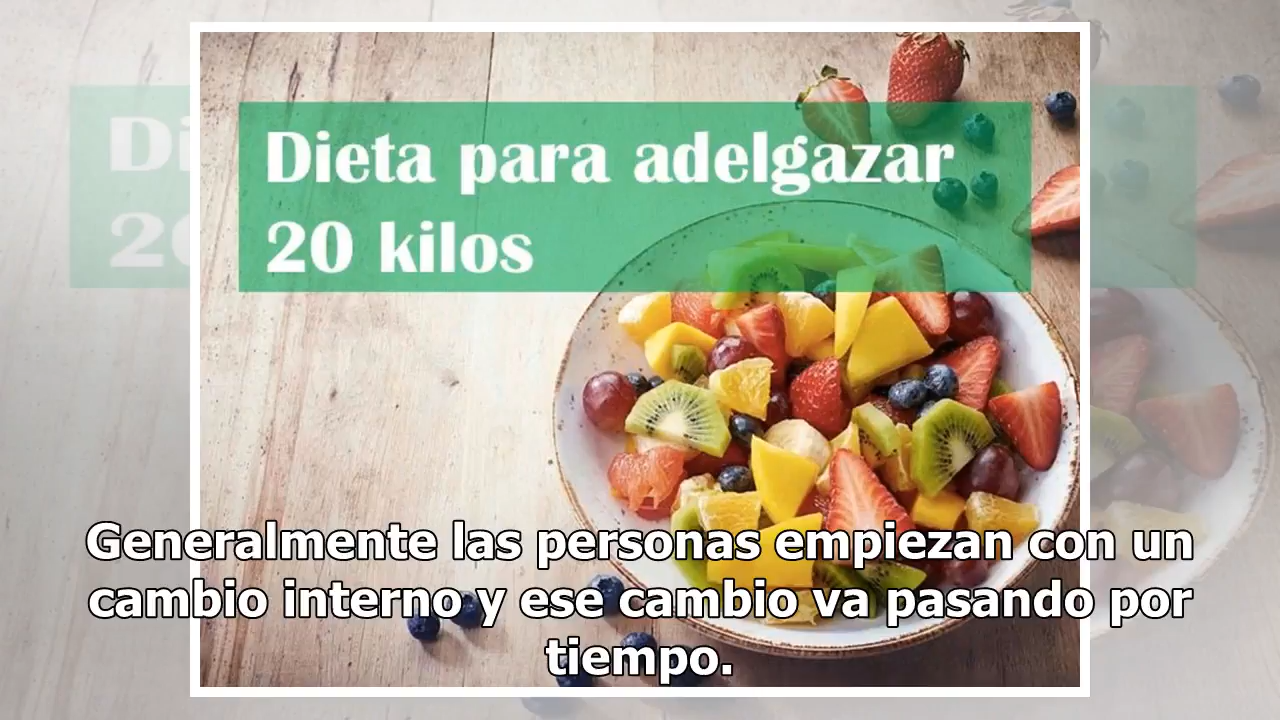 Dieta para adelgazar
20 kilos
Generalmente las personas empiezan con un
cambio interno y ese cambio va pasando por
tiempo.